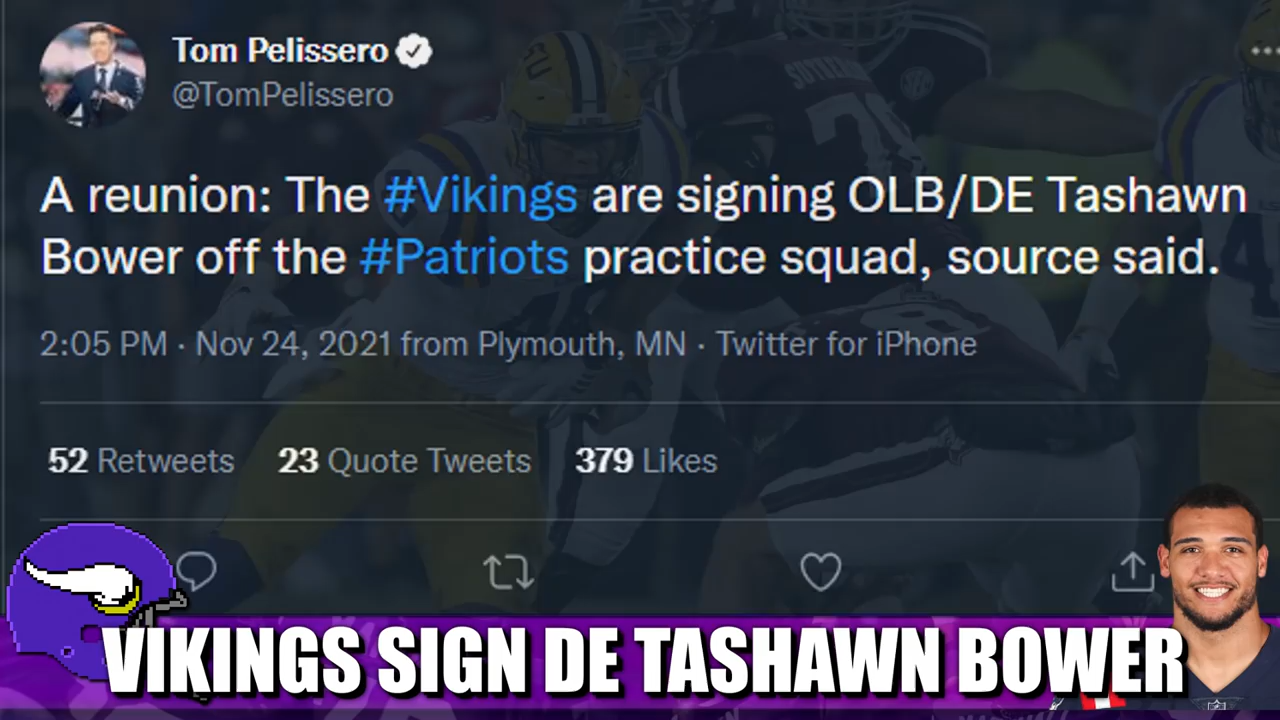 Tom Pelissero
@TomPelissero
A reunion: The #Vikings are signing OLB/DE Tashawn
Bower off the #Patriots practice squad, source said.
2:05 PM · Nov 24, 2021 from Plymouth, MN · Twitter for iPhone
52 Retweets 23 Quote Tweets 379 Likes
VIKINGS SIGN DE TASHAWN BOWER